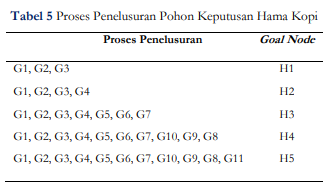 Tabel 5 Proses Penelusuran Pohon Keputusan Hama Kopi
Proses Penelusuran Goal Node
G1, G2, G3 H1
G1, G2, G3, G4 H2
G1, G2, G3, G4, G5, G6, G7 H3
G1, G2, G3, G4, G5, G6, G7, G10, G9, G8 H4
G1, G2, G3, G4, G5, G6, G7, G10, G9, G8, G11 H5